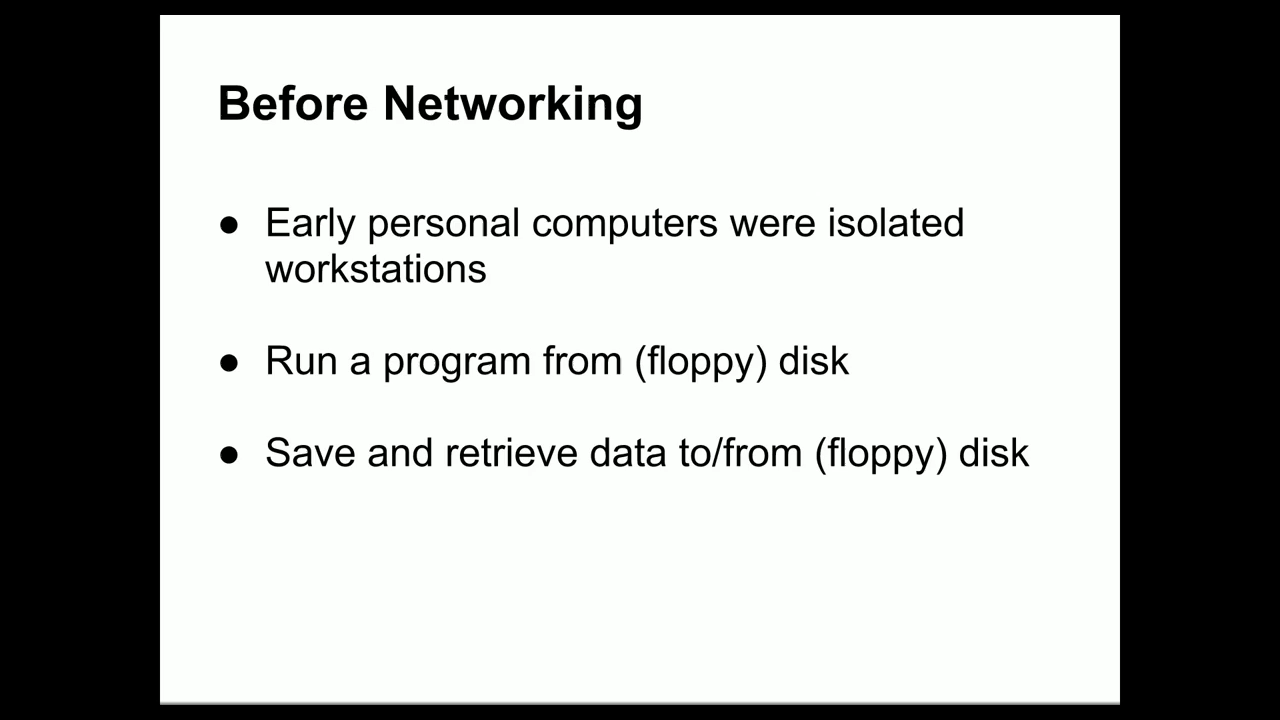 Before Networking
● Early personal computers were isolated
workstations
● Run a program from (floppy) disk
● Save and retrieve data to/from (floppy) disk